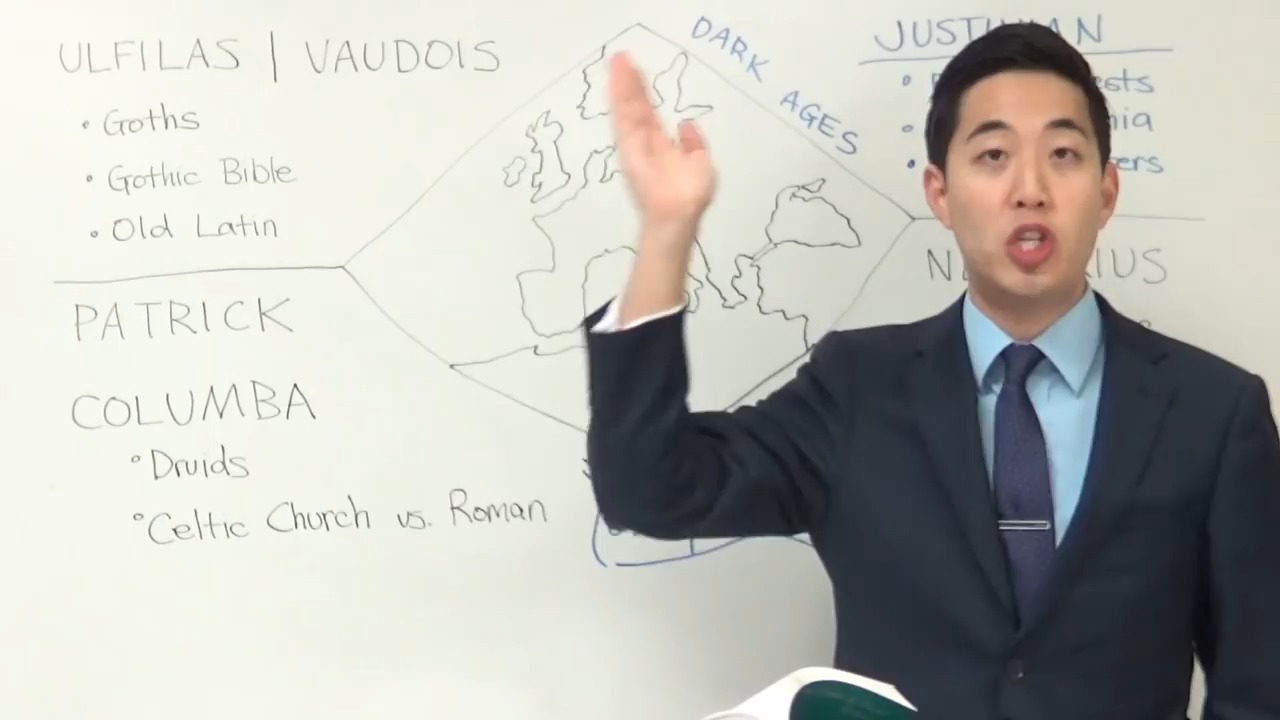 ULFILAS | VAUDOIS
• Goths
• Gothic Bible
• Old Latin
PATRICK
COLUMBA
° Druids
° Celtic Church vs. Roman
DARK AGES